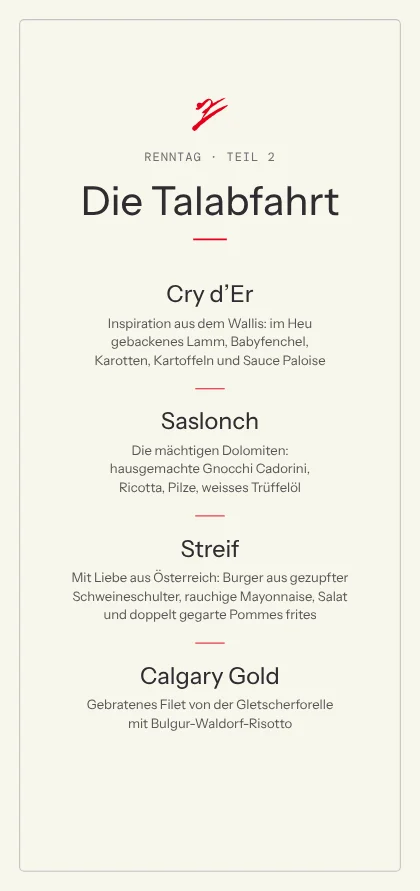 RENNTAG · TEIL 2
Die Talabfahrt
Cry d’Er
Inspiration aus dem Wallis: im Heu
gebackenes Lamm, Babyfenchel,
Karotten, Kartoffeln und Sauce Paloise
Saslonch
Die mächtigen Dolomiten:
hausgemachte Gnocchi Cadorini,
Ricotta, Pilze, weisses Trüffelöl
Streif
Mit Liebe aus Österreich: Burger aus gezupfter
Schweineschulter, rauchige Mayonnaise, Salat
und doppelt gegarte Pommes frites
Calgary Gold
Gebratenes Filet von der Gletscherforelle
mit Bulgur-Waldorf-Risotto